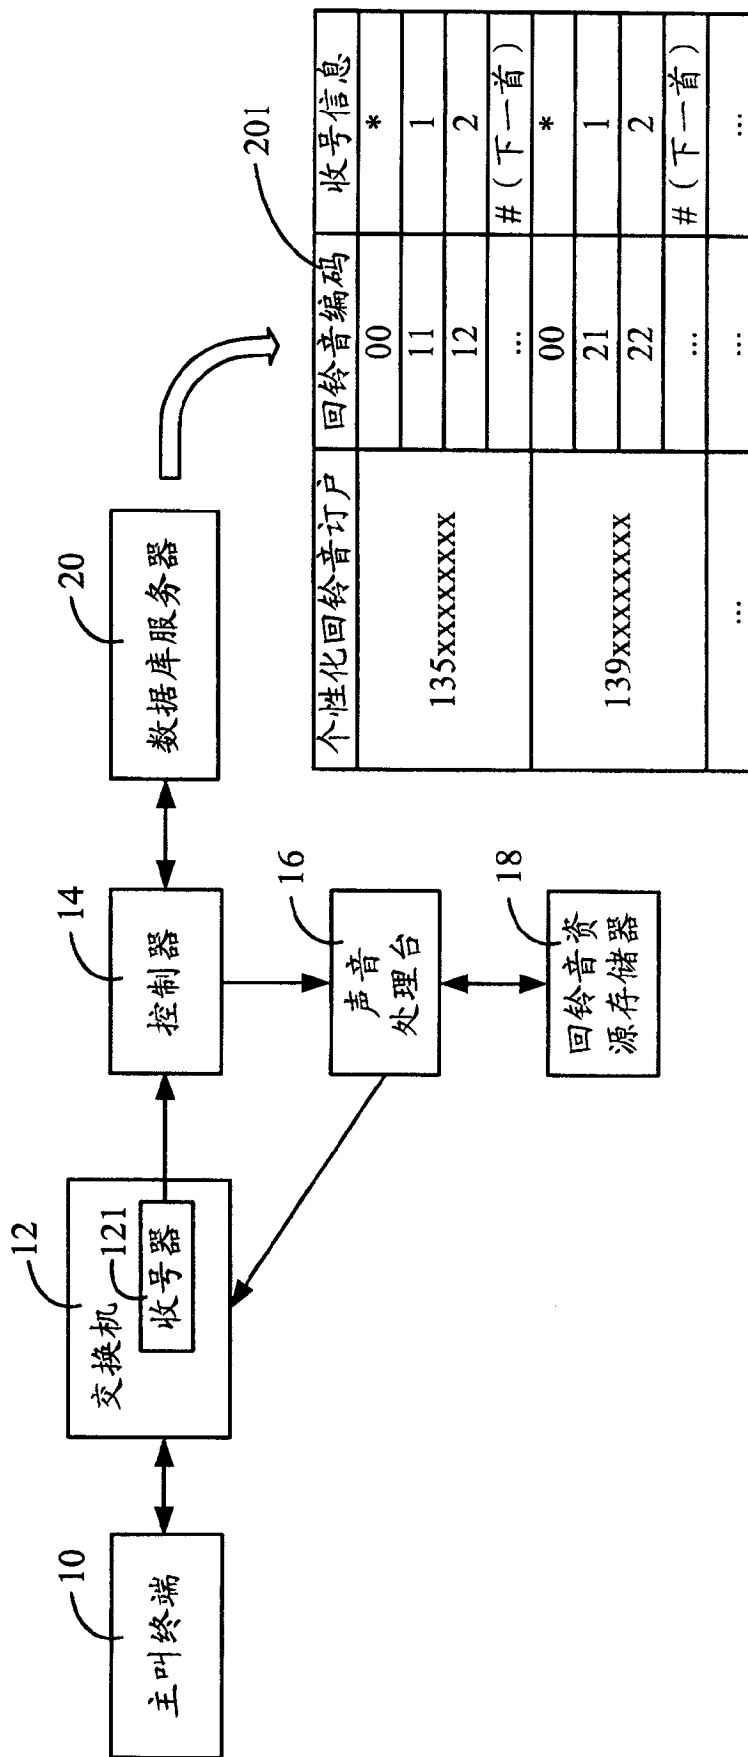 10
主叫终端
12
交换机
121
收号器
14
控制器
16
声音
处理台
18
回铃音资
源存储器
20
数据库服务器
201
个性化回铃音订户 回铃音编码 收号信息
135xxxxxxxx 00 *
11 1
12 2
... #（下一首）
139xxxxxxxx 00 *
21 1
22 2
... #（下一首）
... ... ...